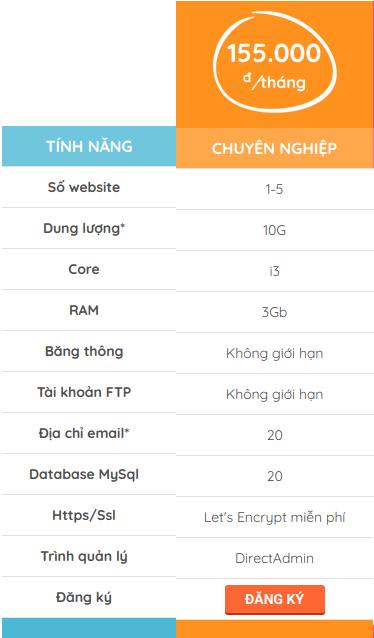 155.000
đ/tháng
TÍNH NĂNG CHUYÊN NGHIỆP
Số website 1-5
Dung lượng* 10G
Core i3
RAM 3Gb
Băng thông Không giới hạn
Tài khoản FTP Không giới hạn
Địa chỉ email* 20
Database MySql 20
Https/Ssl Let's Encrypt miễn phí
Trình quản lý DirectAdmin
Đăng ký ĐĂNG KÝ